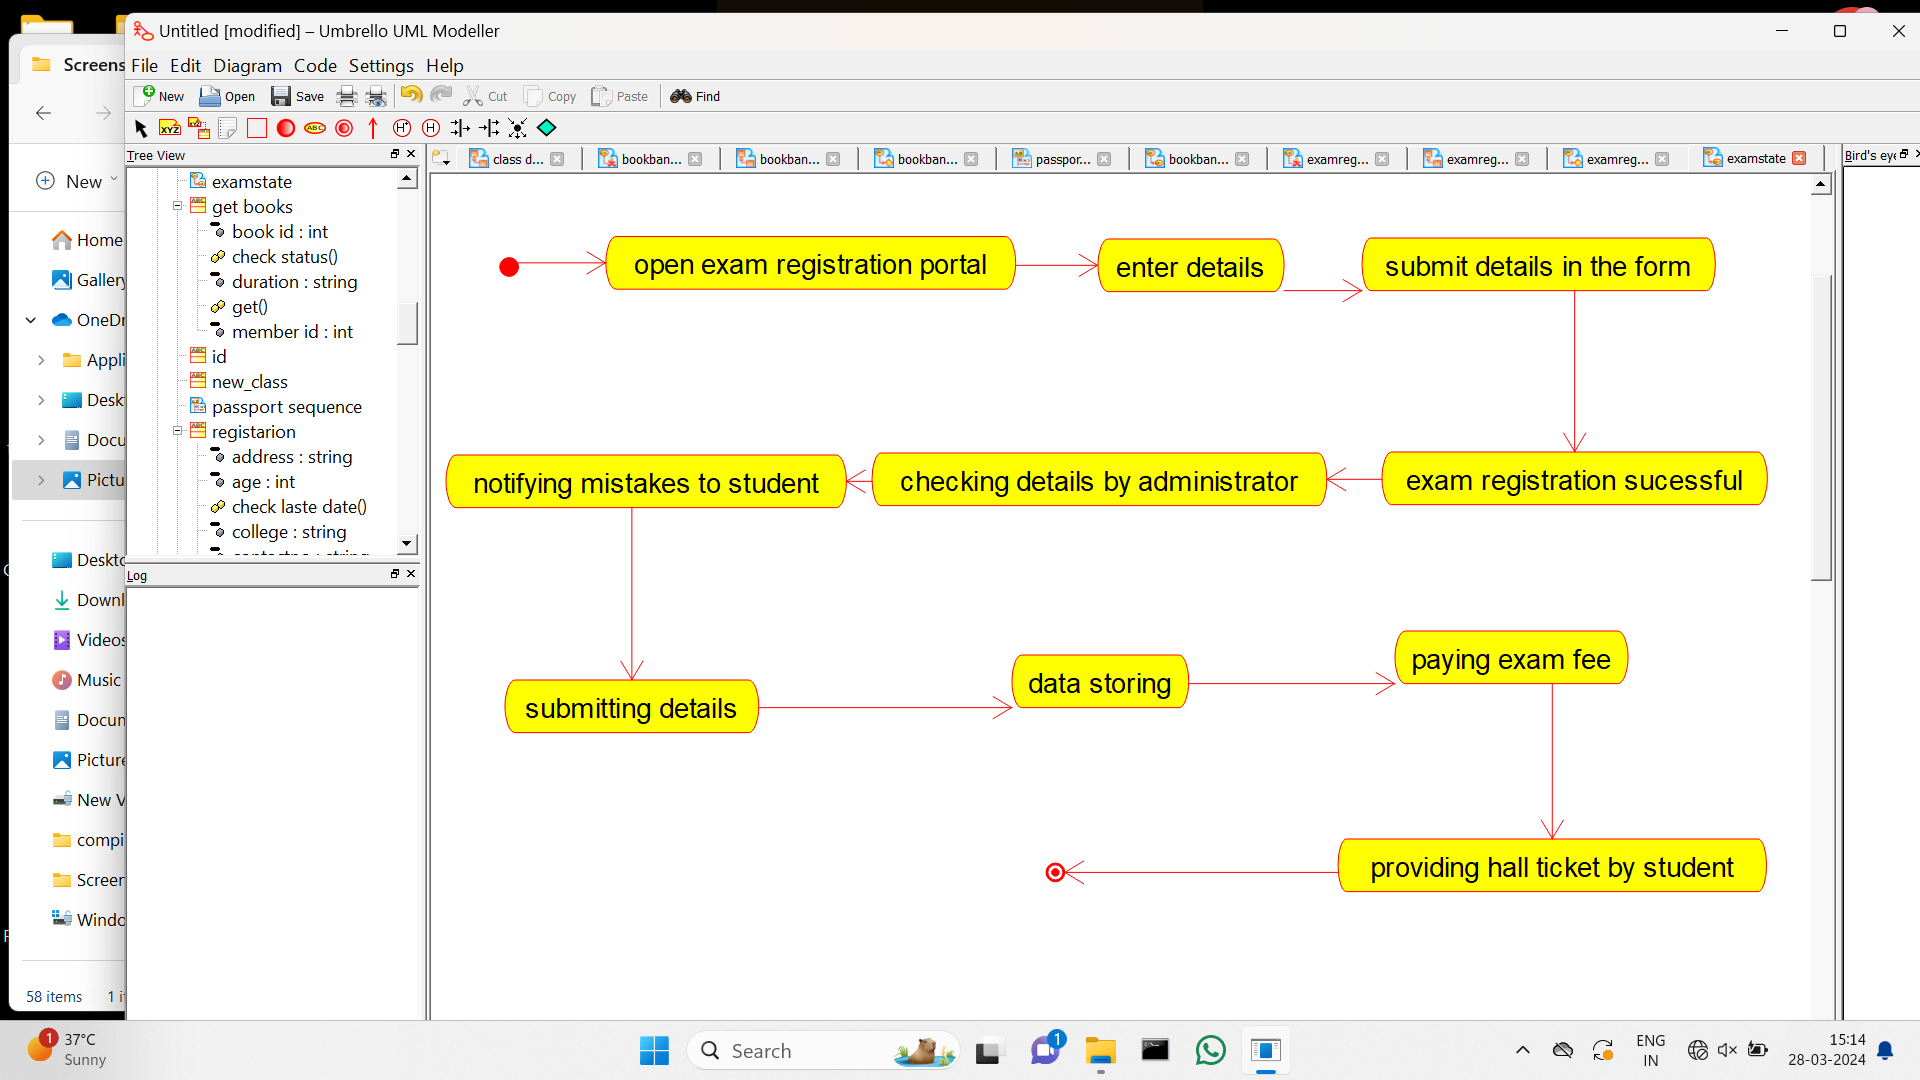 Untitled [modified] – Umbrello UML Modeller
Screens
File Edit Diagram Code Settings Help
New Open Save Cut Copy Paste Find
Tree View
class d... bookban... bookban... bookban... passpor... bookban... examreg... examreg... examreg... examstate
Bird's eye
New
Home
Gallery
OneDr
Appli
Desk
Docu
Pictu
Deskto
Downl
Videos
Music
Docun
Picture
New V
compi
Screer
Windo
58 items 1 i
examstate
get books
book id : int
check status()
duration : string
get()
member id : int
id
new_class
passport sequence
registarion
address : string
age : int
check laste date()
college : string
Log
open exam registration portal
enter details
submit details in the form
notifying mistakes to student
checking details by administrator
exam registration sucessful
submitting details
data storing
paying exam fee
providing hall ticket by student
1
37°C
Sunny
Search
1
ENG
IN
15:14
28-03-2024